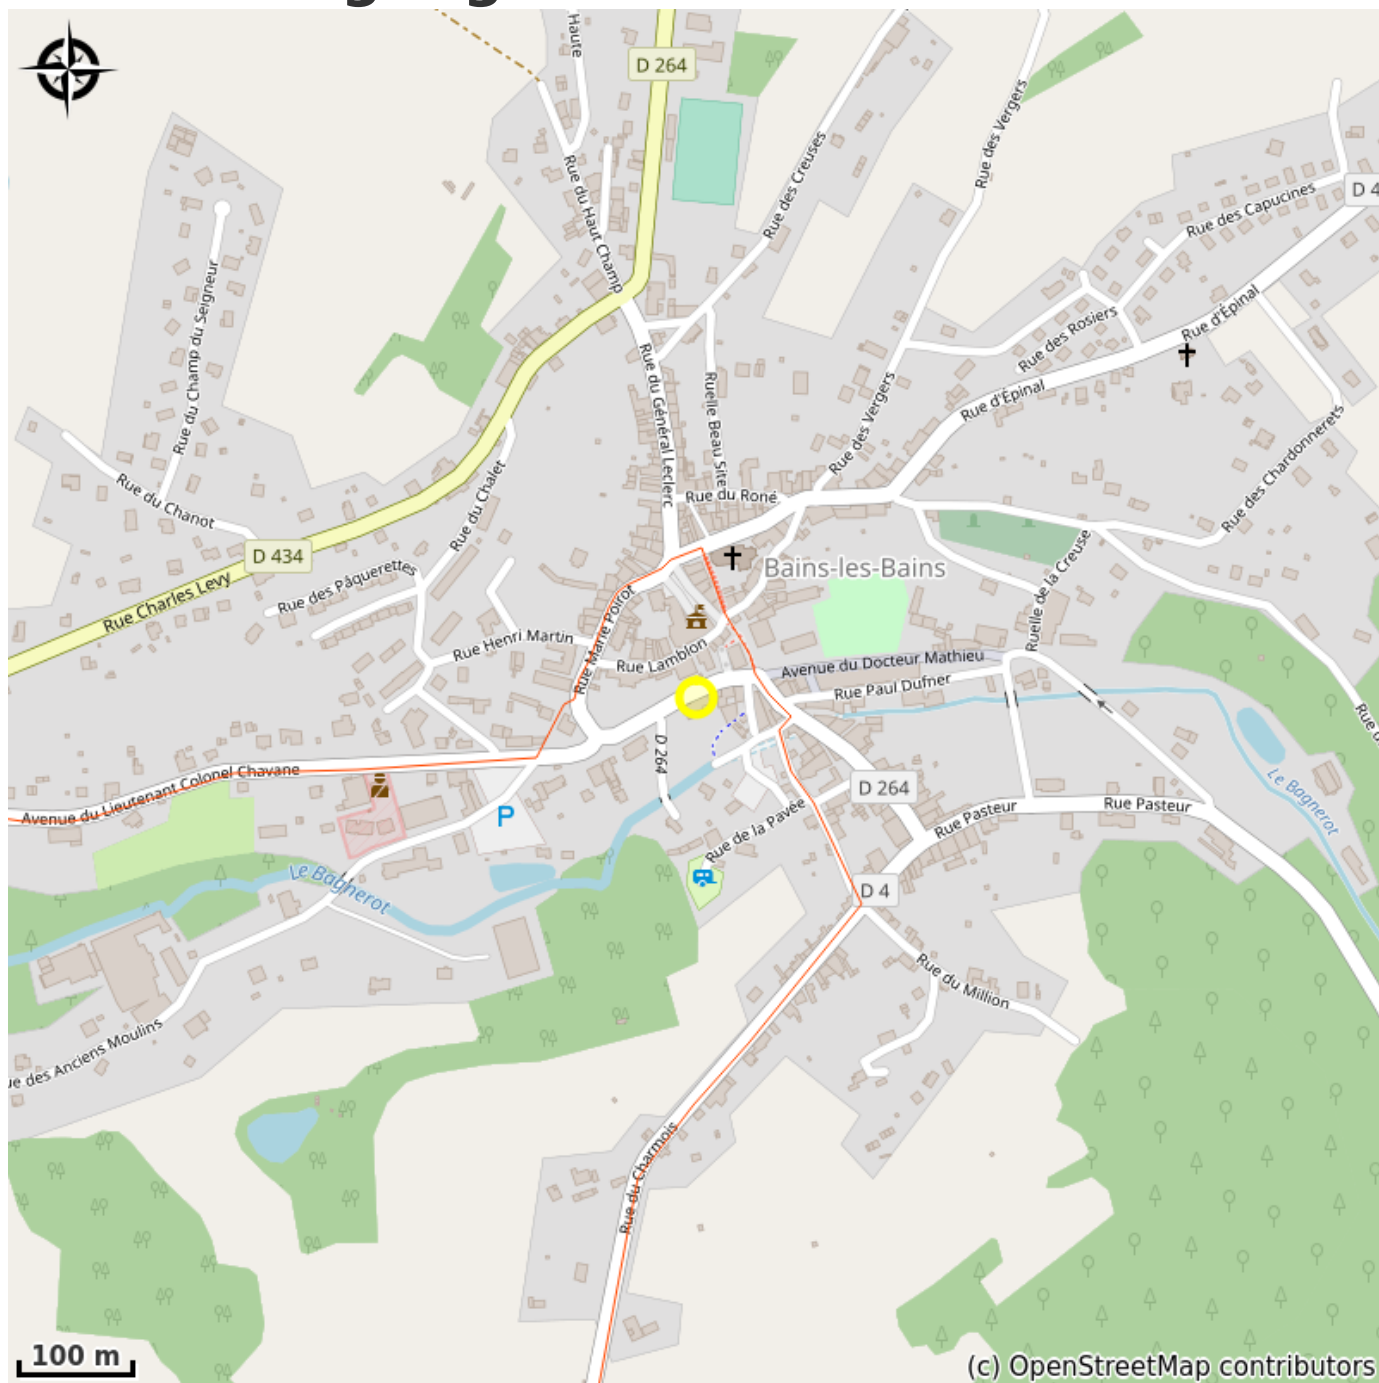 Haute
D 264
Rue des Vergers
Rue des Creuses
Rue du Haut Champ
D 4
Rue des Capucines
Rue du Champ du Seigneur
Rue d'Épinal
Rue des Rosiers
Rue du Général Leclerc
Ruelle Beau Site
Rue des Vergers
Rue d'Épinal
Rue des Chardonnerets
Rue du Chanot
Rue du Chalet
Rue du Roné
D 434
Rue Charles Levy
Rue des Pâquerettes
Bains-les-Bains
Ruelle de la Creuse
Rue Marie Poirot
Rue Henri Martin
Rue Lamblon
Avenue du Docteur Mathieu
Rue Paul Dufner
Rue d
D 264
Avenue du Lieutenant Colonel Chavane
D 264
Le Bagnerot
P
Rue de la Pavée
Rue Pasteur
Rue Pasteur
Le Bagnerot
D 4
Rue du Million
ue des Anciens Moulins
Rue du Charmois
100 m
(c) OpenStreetMap contributors